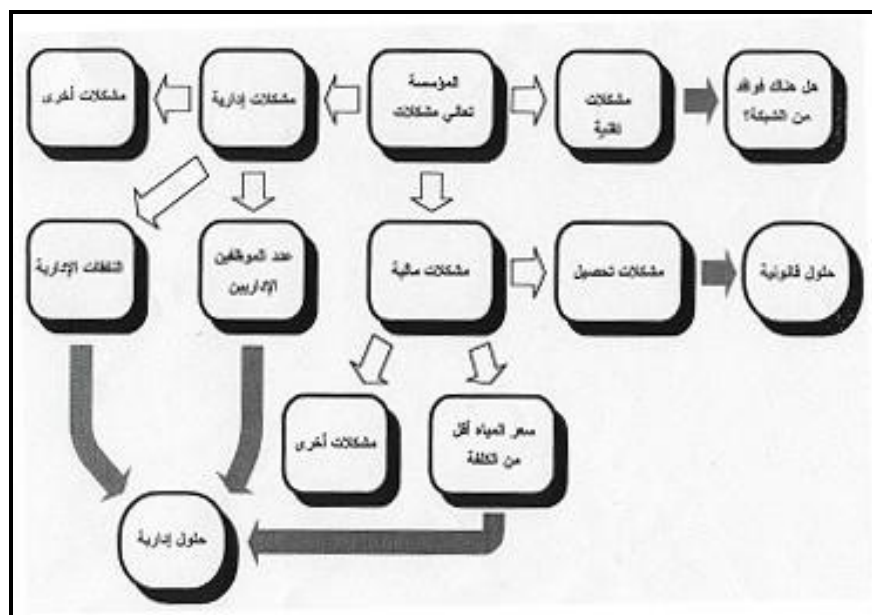 هل هناك فواقد
من الشبكة؟
مشكلات
تقنية
المؤسسة
تعاني مشكلات
مشكلات إدارية
مشكلات أخرى
حلول قانونية
مشكلات تحصيل
مشكلات مالية
عدد الموظفين
الإداريين
النفقات الإدارية
سعر المياه أقل
من الكلفة
مشكلات أخرى
حلول إدارية